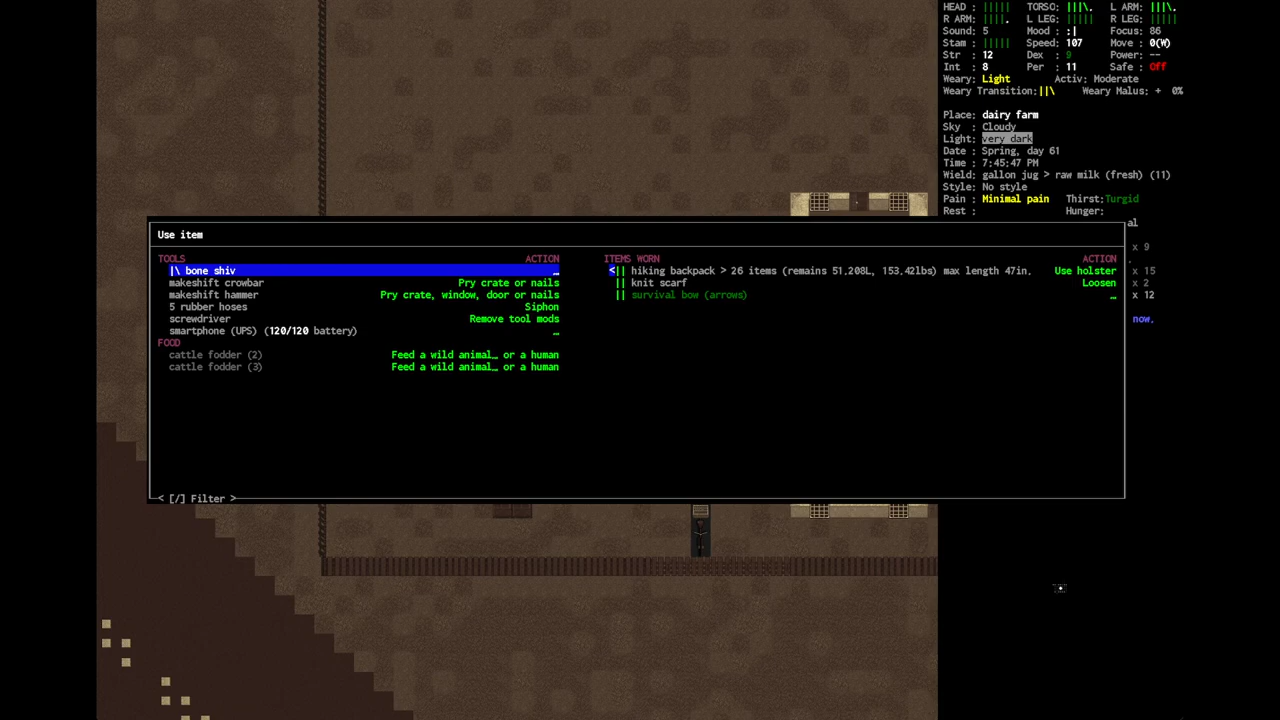 HEAD : ||||| TORSO: |||\. L ARM: |||\.
R ARM: ||||. L LEG: ||||| R LEG: |||||
Sound: 5 Mood : :| Focus: 86
Stam : ||||| Speed: 107 Move : 0(W)
Str : 12 Dex : 9 Power: --
Int : 8 Per : 11 Safe : Off
Weary: Light Activ: Moderate
Weary Transition:||\ Weary Malus: + 0%
Place: dairy farm
Sky : Cloudy
Light: very dark
Date : Spring, day 61
Time : 7:45:47 PM
Wield: gallon jug > raw milk (fresh) (11)
Style: No style
Pain : Minimal pain Thirst:Turgid
Rest : Hunger:
al
x 9
.
x 15
x 2
x 12
now.
Use item
TOOLS ACTION
|\ bone shiv …
makeshift crowbar Pry crate or nails
makeshift hammer Pry crate, window, door or nails
5 rubber hoses Siphon
screwdriver Remove tool mods
smartphone (UPS) (120/120 battery) …
FOOD
cattle fodder (2) Feed a wild animal… or a human
cattle fodder (3) Feed a wild animal… or a human
ITEMS WORN ACTION
<|| hiking backpack > 26 items (remains 51.208L, 153.42lbs) max length 47in. Use holster
|| knit scarf Loosen
|| survival bow (arrows) …
< [/] Filter >